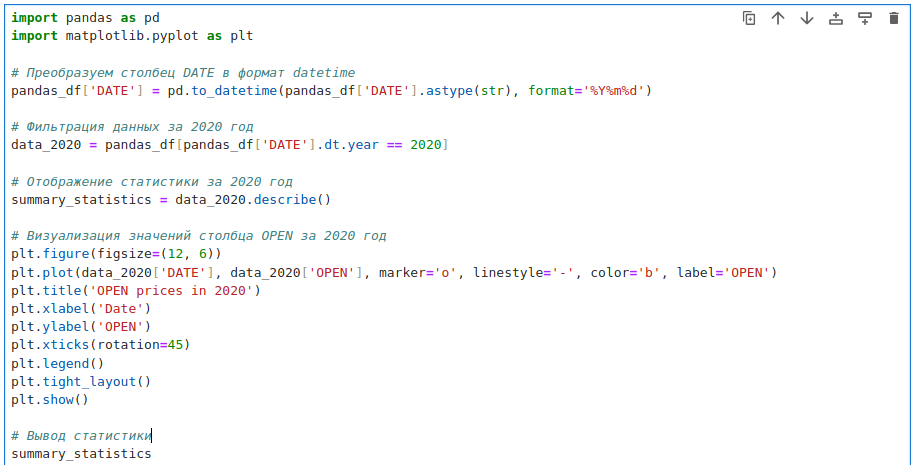 import pandas as pd
import matplotlib.pyplot as plt
# Преобразуем столбец DATE в формат datetime
pandas_df['DATE'] = pd.to_datetime(pandas_df['DATE'].astype(str), format='%Y%m%d')
# Фильтрация данных за 2020 год
data_2020 = pandas_df[pandas_df['DATE'].dt.year == 2020]
# Отображение статистики за 2020 год
summary_statistics = data_2020.describe()
# Визуализация значений столбца OPEN за 2020 год
plt.figure(figsize=(12, 6))
plt.plot(data_2020['DATE'], data_2020['OPEN'], marker='o', linestyle='-', color='b', label='OPEN')
plt.title('OPEN prices in 2020')
plt.xlabel('Date')
plt.ylabel('OPEN')
plt.xticks(rotation=45)
plt.legend()
plt.tight_layout()
plt.show()
# Вывод статистики
summary_statistics